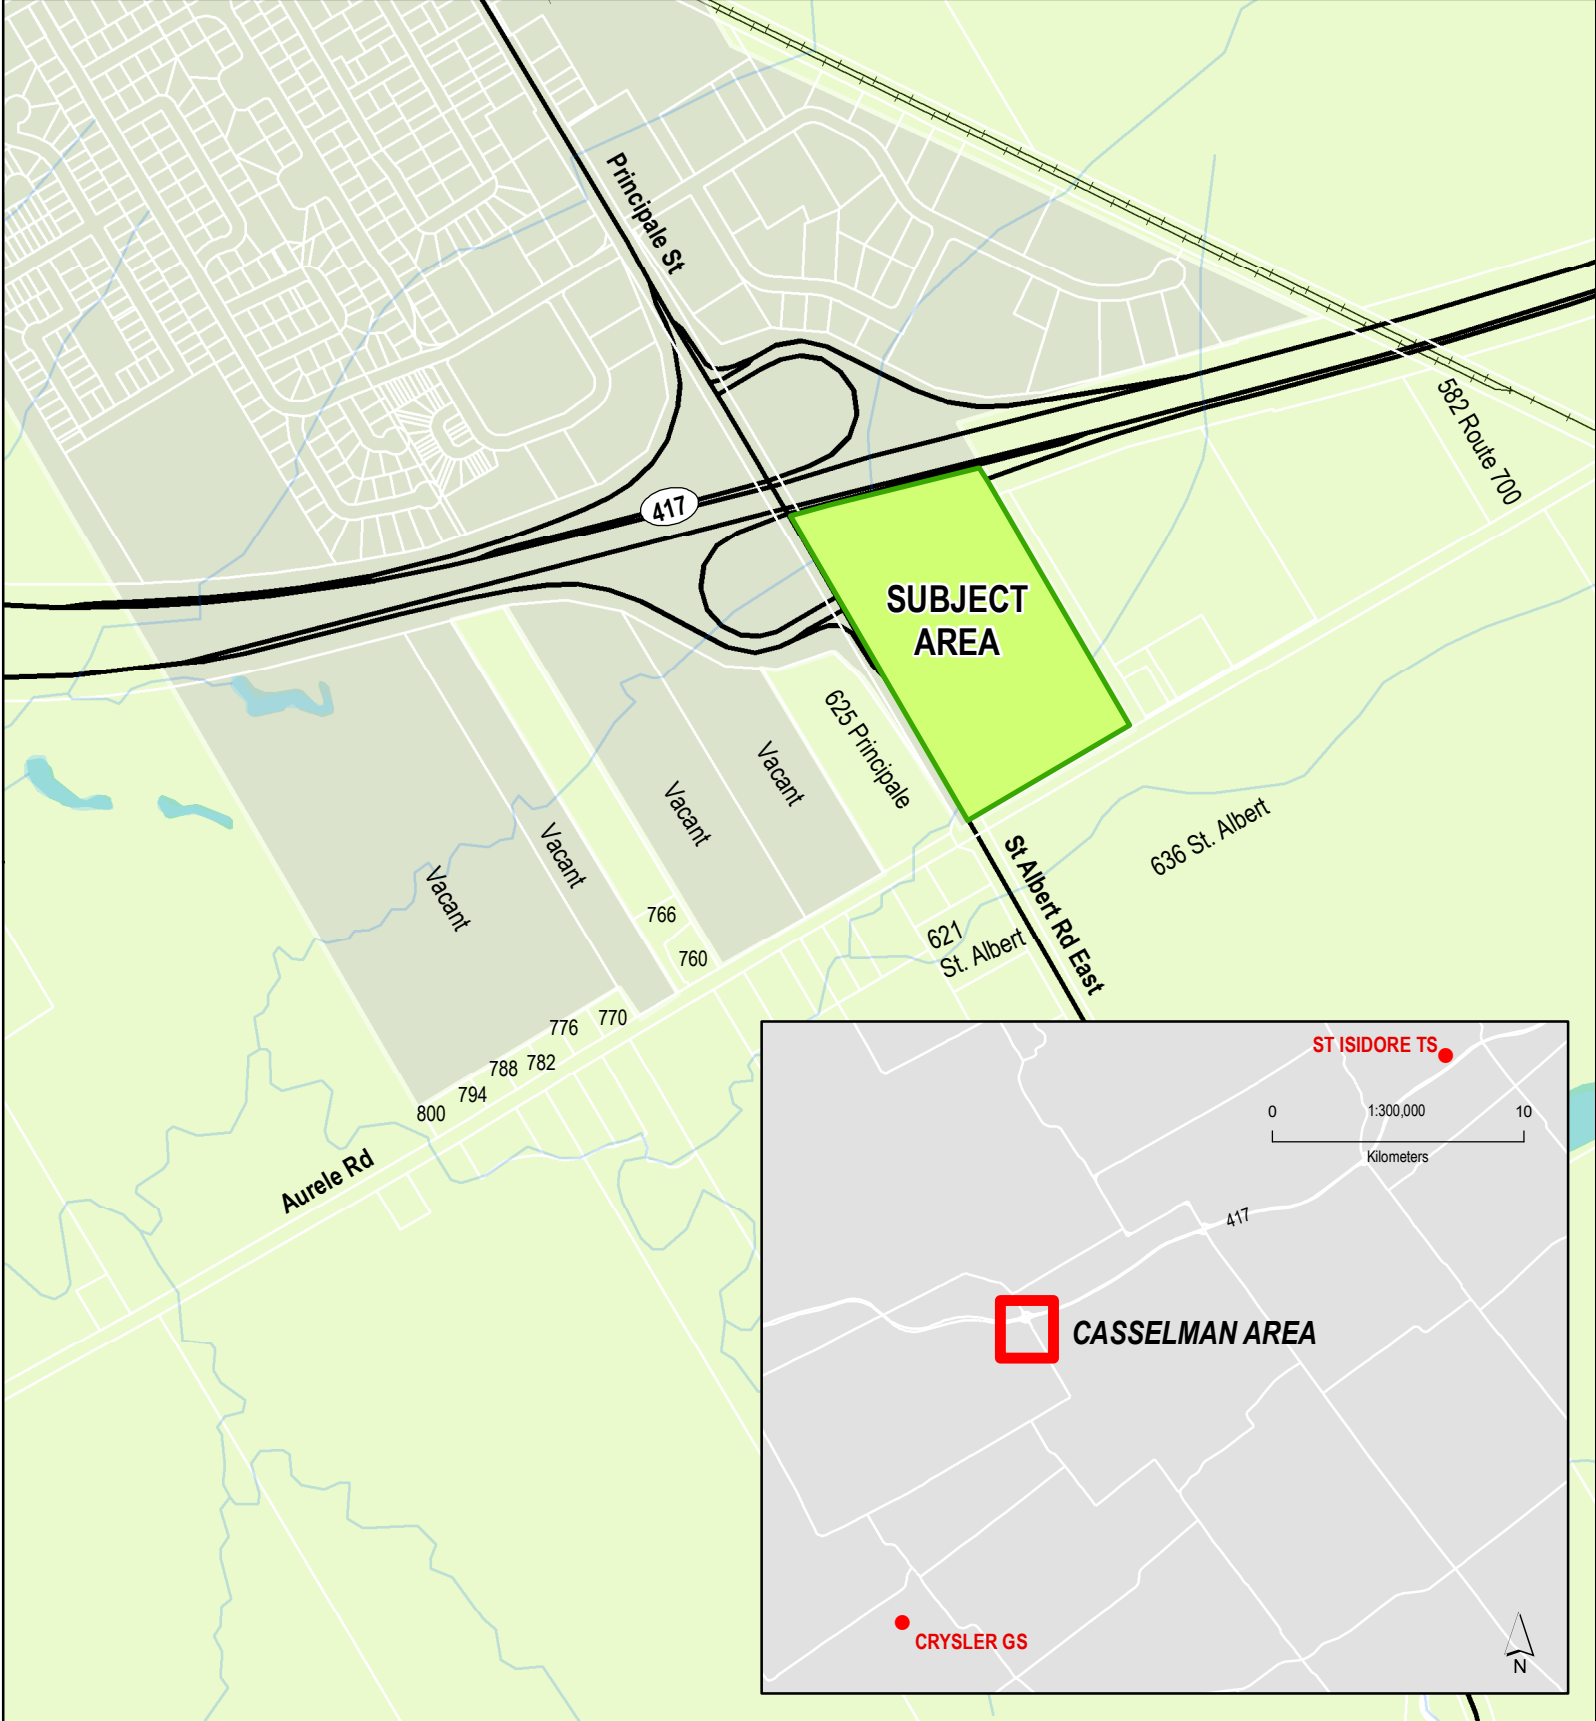 Principale St
582 Route 700
417
SUBJECT
AREA
625 Principale
Vacant
Vacant
Vacant
Vacant
636 St. Albert
St Albert Rd East
621
St. Albert
766
760
770
776
782
788
794
800
Aurele Rd
ST ISIDORE TS
0
1:300,000
10
Kilometers
417
CASSELMAN AREA
CRYSLER GS
N